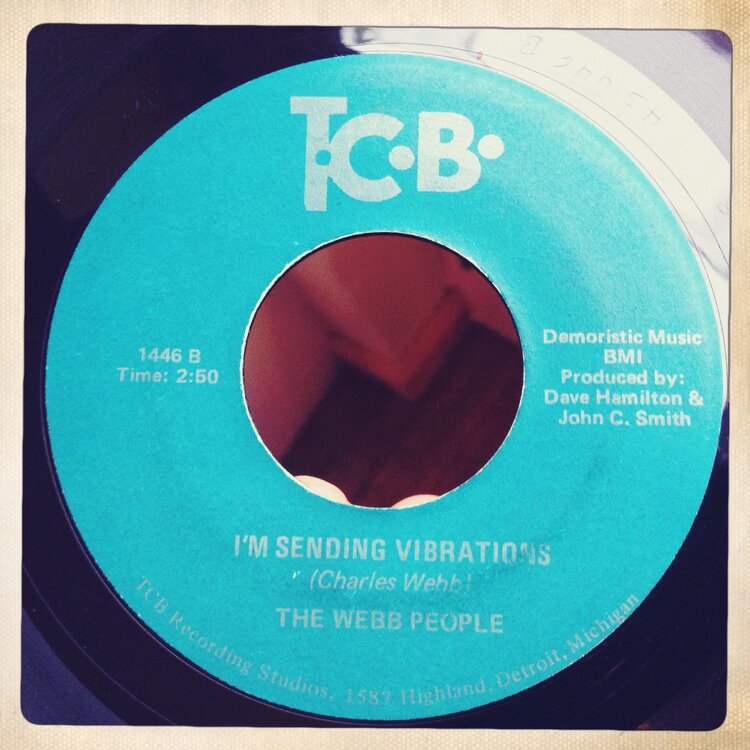 T.C.B.
1446 B
Time: 2:50
Demoristic Music
BMI
Produced by:
Dave Hamilton &
John C. Smith
I'M SENDING VIBRATIONS
" (Charles Webb)
THE WEBB PEOPLE
TCB Recording Studios, 1587 Highland, Detroit, Michigan